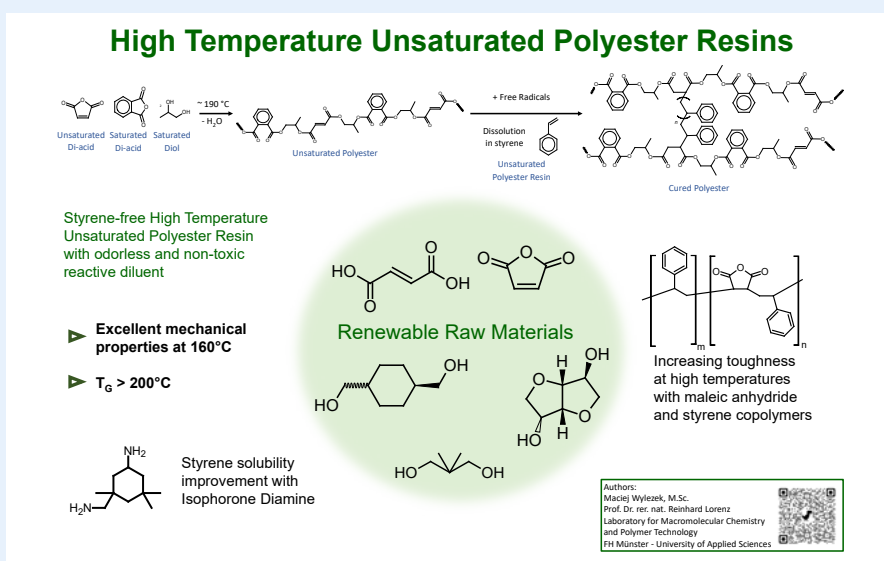 High Temperature Unsaturated Polyester Resins
OH
OH
~ 190 °C
- H₂O
Unsaturated
Di-acid
Saturated
Di-acid
Saturated
Diol
Unsaturated Polyester
+ Free Radicals
Dissolution
in styrene
Unsaturated
Polyester Resin
Cured Polyester
Styrene-free High Temperature
Unsaturated Polyester Resin
with odorless and non-toxic
reactive diluent
Excellent mechanical
properties at 160°C
T_G > 200°C
Renewable Raw Materials
HO
O
O
OH
O
O
O
OH
HO
OH
H
O
O
H
HO
HO
OH
O
O
O
m
n
Increasing toughness
at high temperatures
with maleic anhydride
and styrene copolymers
NH₂
H₂N
Styrene solubility
improvement with
Isophorone Diamine
Authors:
Maciej Wylezek, M.Sc.
Prof. Dr. rer. nat. Reinhard Lorenz
Laboratory for Macromolecular Chemistry
and Polymer Technology
FH Münster - University of Applied Sciences